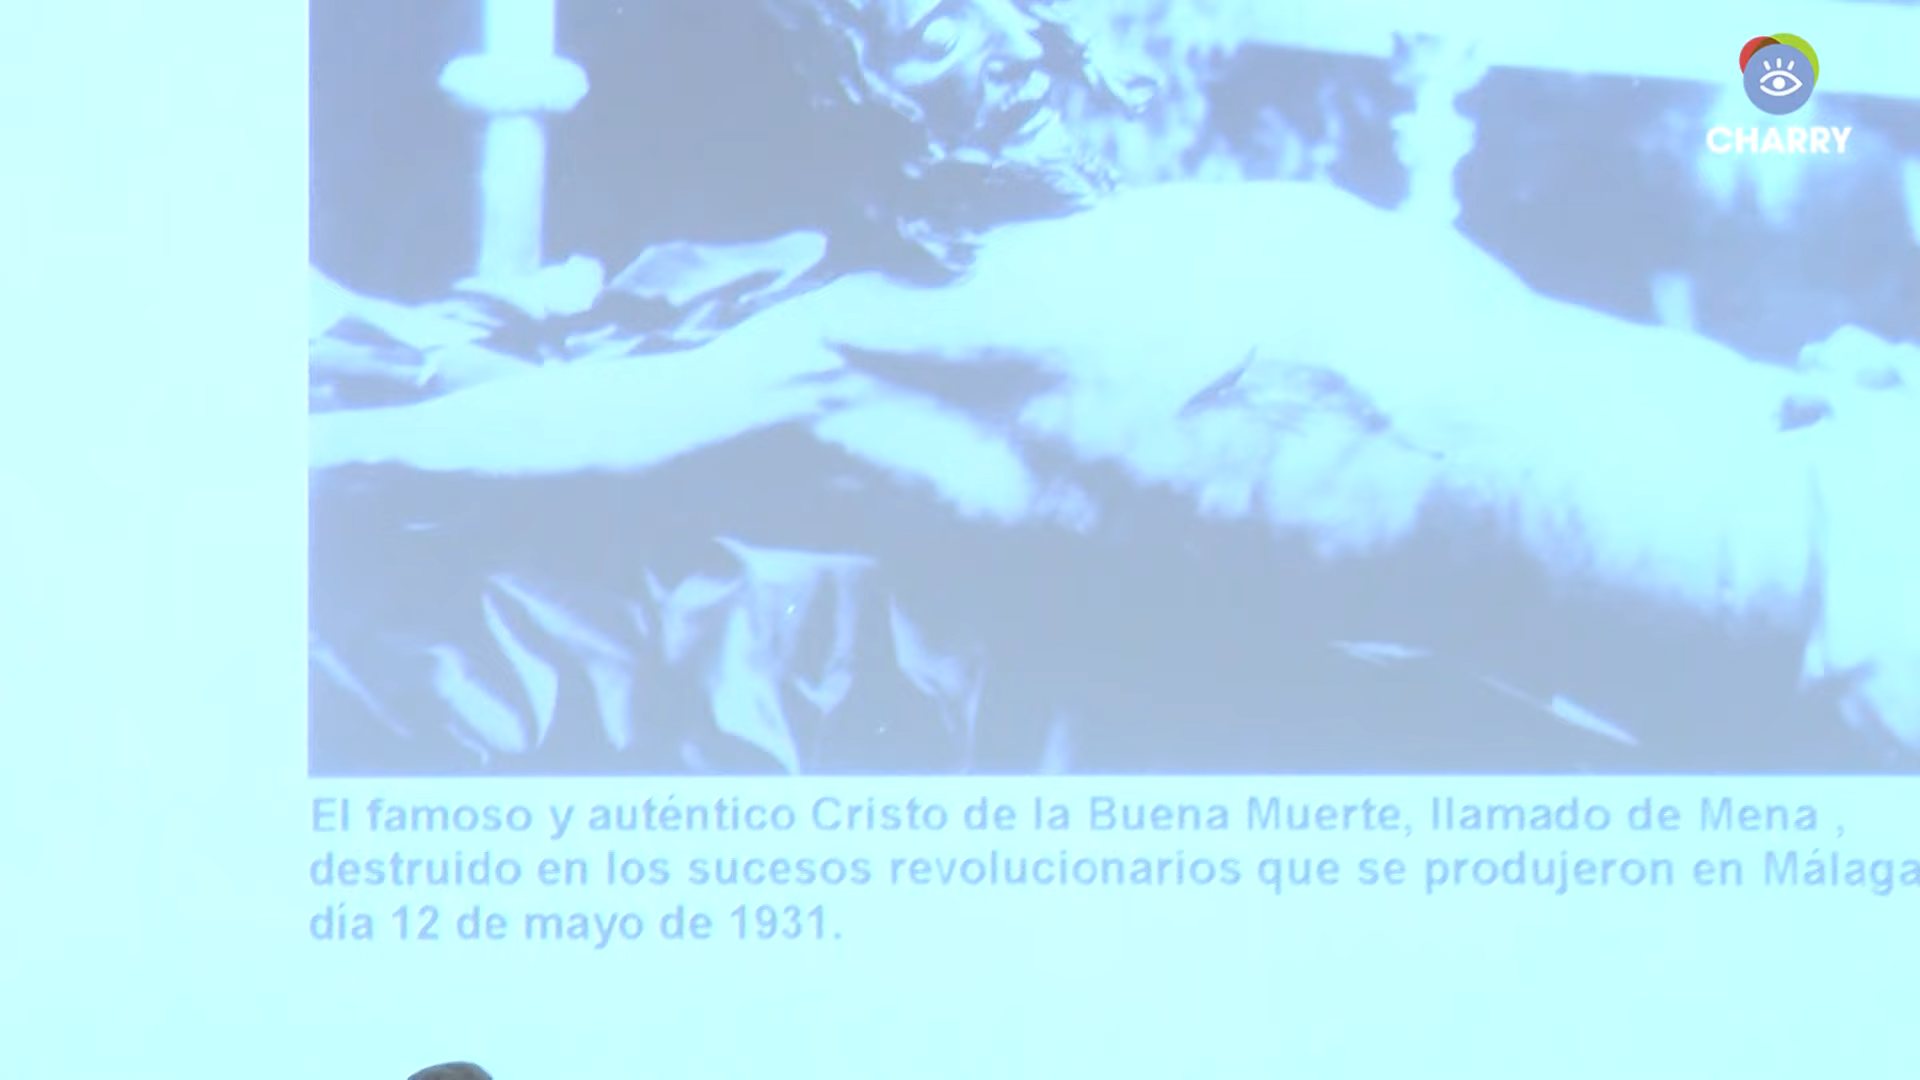 CHARRY
El famoso y auténtico Cristo de la Buena Muerte, llamado de Mena ,
destruido en los sucesos revolucionarios que se produjeron en Málaga
día 12 de mayo de 1931.